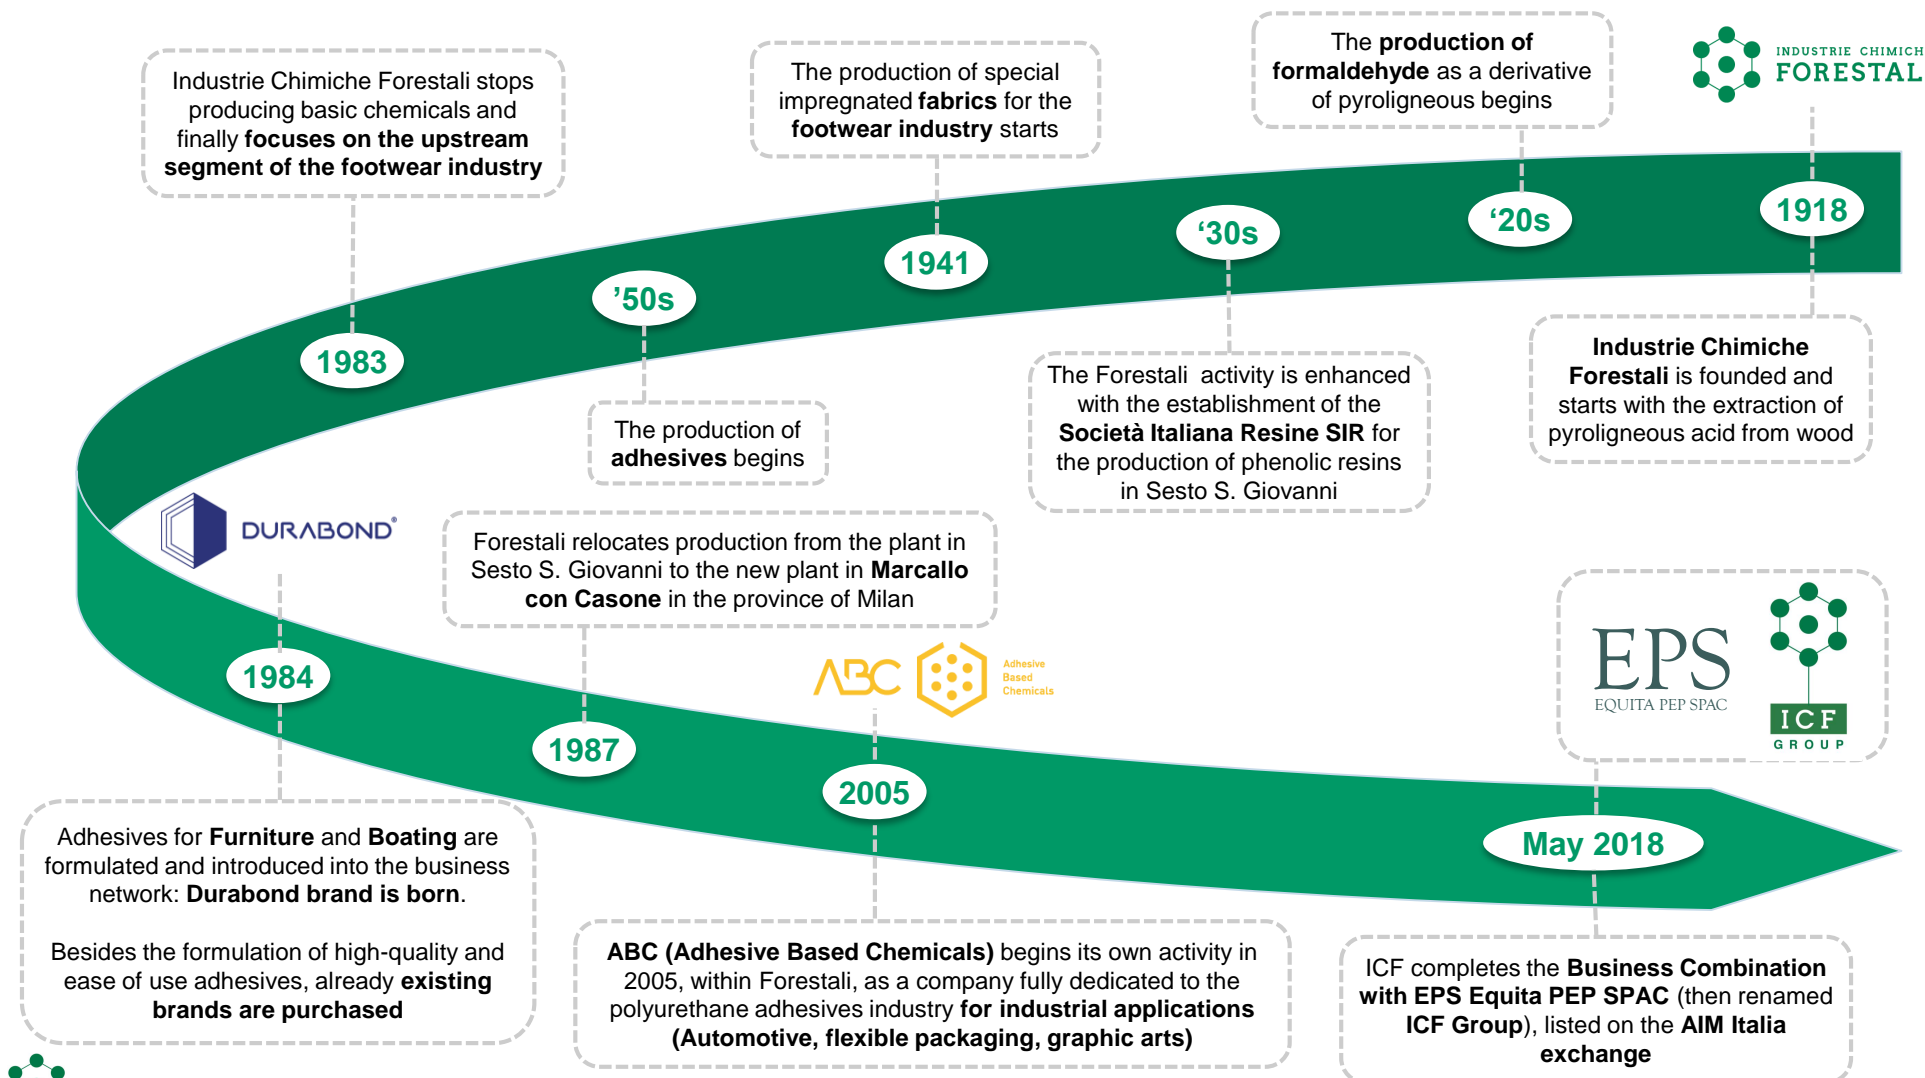 INDUSTRIE CHIMICH
FORESTAL
The production of
formaldehyde as a derivative
of pyroligneous begins
The production of special
impregnated fabrics for the
footwear industry starts
Industrie Chimiche Forestali stops
producing basic chemicals and
finally focuses on the upstream
segment of the footwear industry
1918
‘20s
‘30s
1941
’50s
1983
Industrie Chimiche
Forestali is founded and
starts with the extraction of
pyroligneous acid from wood
The Forestali activity is enhanced
with the establishment of the
Società Italiana Resine SIR for
the production of phenolic resins
in Sesto S. Giovanni
The production of
adhesives begins
DURABOND®
Forestali relocates production from the plant in
Sesto S. Giovanni to the new plant in Marcallo
con Casone in the province of Milan
ABC
Adhesive
Based
Chemicals
EPS
EQUITA PEP SPAC
ICF
GROUP
1984
1987
2005
May 2018
Adhesives for Furniture and Boating are
formulated and introduced into the business
network: Durabond brand is born.
Besides the formulation of high-quality and
ease of use adhesives, already existing
brands are purchased
ABC (Adhesive Based Chemicals) begins its own activity in
2005, within Forestali, as a company fully dedicated to the
polyurethane adhesives industry for industrial applications
(Automotive, flexible packaging, graphic arts)
ICF completes the Business Combination
with EPS Equita PEP SPAC (then renamed
ICF Group), listed on the AIM Italia
exchange